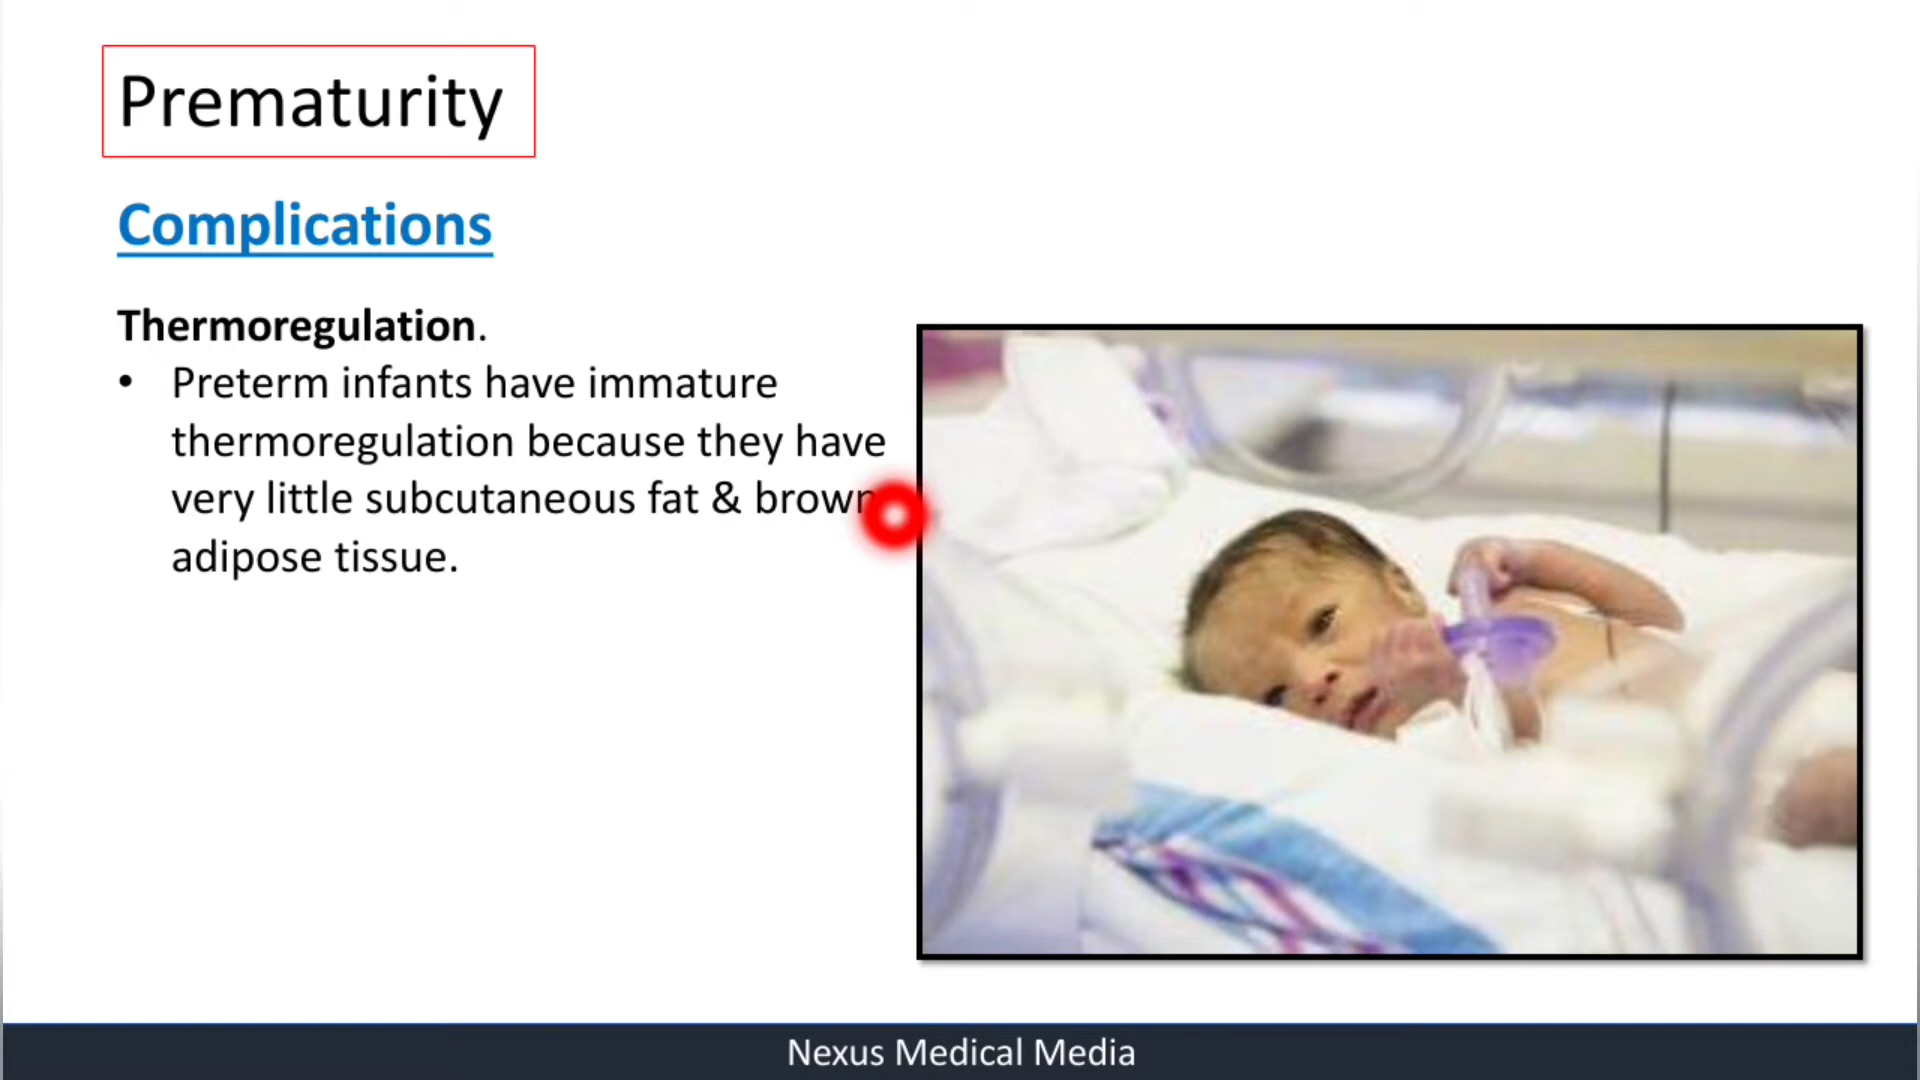 Prematurity
Complications
Thermoregulation.
• Preterm infants have immature
thermoregulation because they have
very little subcutaneous fat & brown
adipose tissue.
Nexus Medical Media